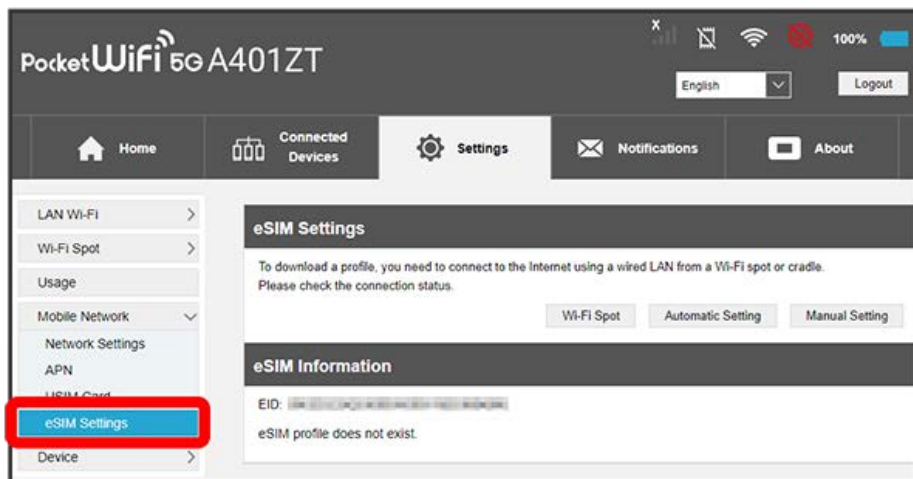 Pocket WiFi 5G A401ZT
X
100%
English
Logout
Home
Connected
Devices
Settings
Notifications
About
LAN Wi-Fi
Wi-Fi Spot
Usage
Mobile Network
Network Settings
APN
USIM Card
eSIM Settings
Device
eSIM Settings
To download a profile, you need to connect to the Internet using a wired LAN from a Wi-Fi spot or cradle.
Please check the connection status.
Wi-Fi Spot
Automatic Setting
Manual Setting
eSIM Information
EID:
eSIM profile does not exist.